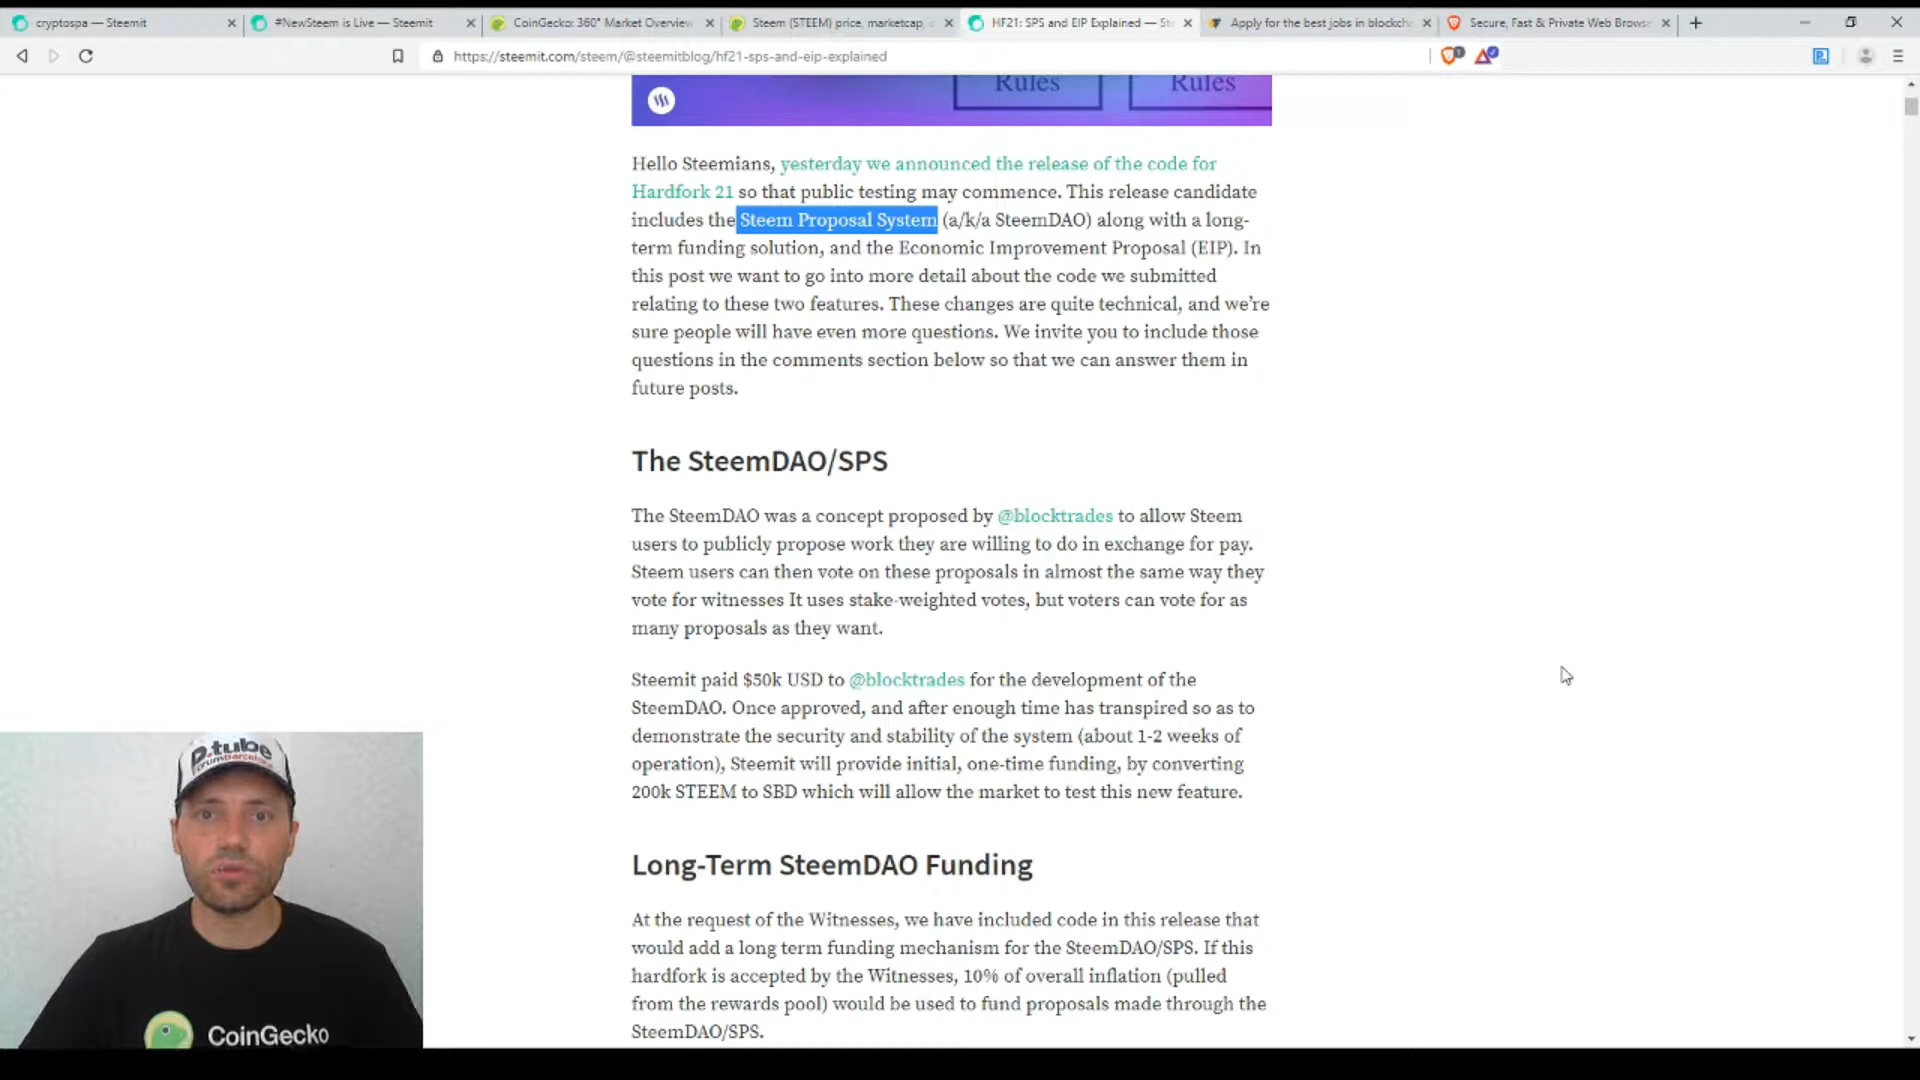 cryptospa — Steemit
#NewSteem is Live — Steemit
CoinGecko: 360° Market Overview
Steem (STEEM) price, marketcap, c
HF21: SPS and EIP Explained — St
Apply for the best jobs in blockch
Secure, Fast & Private Web Brows
https://steemit.com/steem/@steemitblog/hf21-sps-and-eip-explained
Rules Rules
Hello Steemians, yesterday we announced the release of the code for
Hardfork 21 so that public testing may commence. This release candidate
includes the Steem Proposal System (a/k/a SteemDAO) along with a long-
term funding solution, and the Economic Improvement Proposal (EIP). In
this post we want to go into more detail about the code we submitted
relating to these two features. These changes are quite technical, and we’re
sure people will have even more questions. We invite you to include those
questions in the comments section below so that we can answer them in
future posts.
The SteemDAO/SPS
The SteemDAO was a concept proposed by @blocktrades to allow Steem
users to publicly propose work they are willing to do in exchange for pay.
Steem users can then vote on these proposals in almost the same way they
vote for witnesses It uses stake-weighted votes, but voters can vote for as
many proposals as they want.
Steemit paid $50k USD to @blocktrades for the development of the
SteemDAO. Once approved, and after enough time has transpired so as to
demonstrate the security and stability of the system (about 1-2 weeks of
operation), Steemit will provide initial, one-time funding, by converting
200k STEEM to SBD which will allow the market to test this new feature.
Long-Term SteemDAO Funding
At the request of the Witnesses, we have included code in this release that
would add a long term funding mechanism for the SteemDAO/SPS. If this
hardfork is accepted by the Witnesses, 10% of overall inflation (pulled
from the rewards pool) would be used to fund proposals made through the
SteemDAO/SPS.
CoinGecko